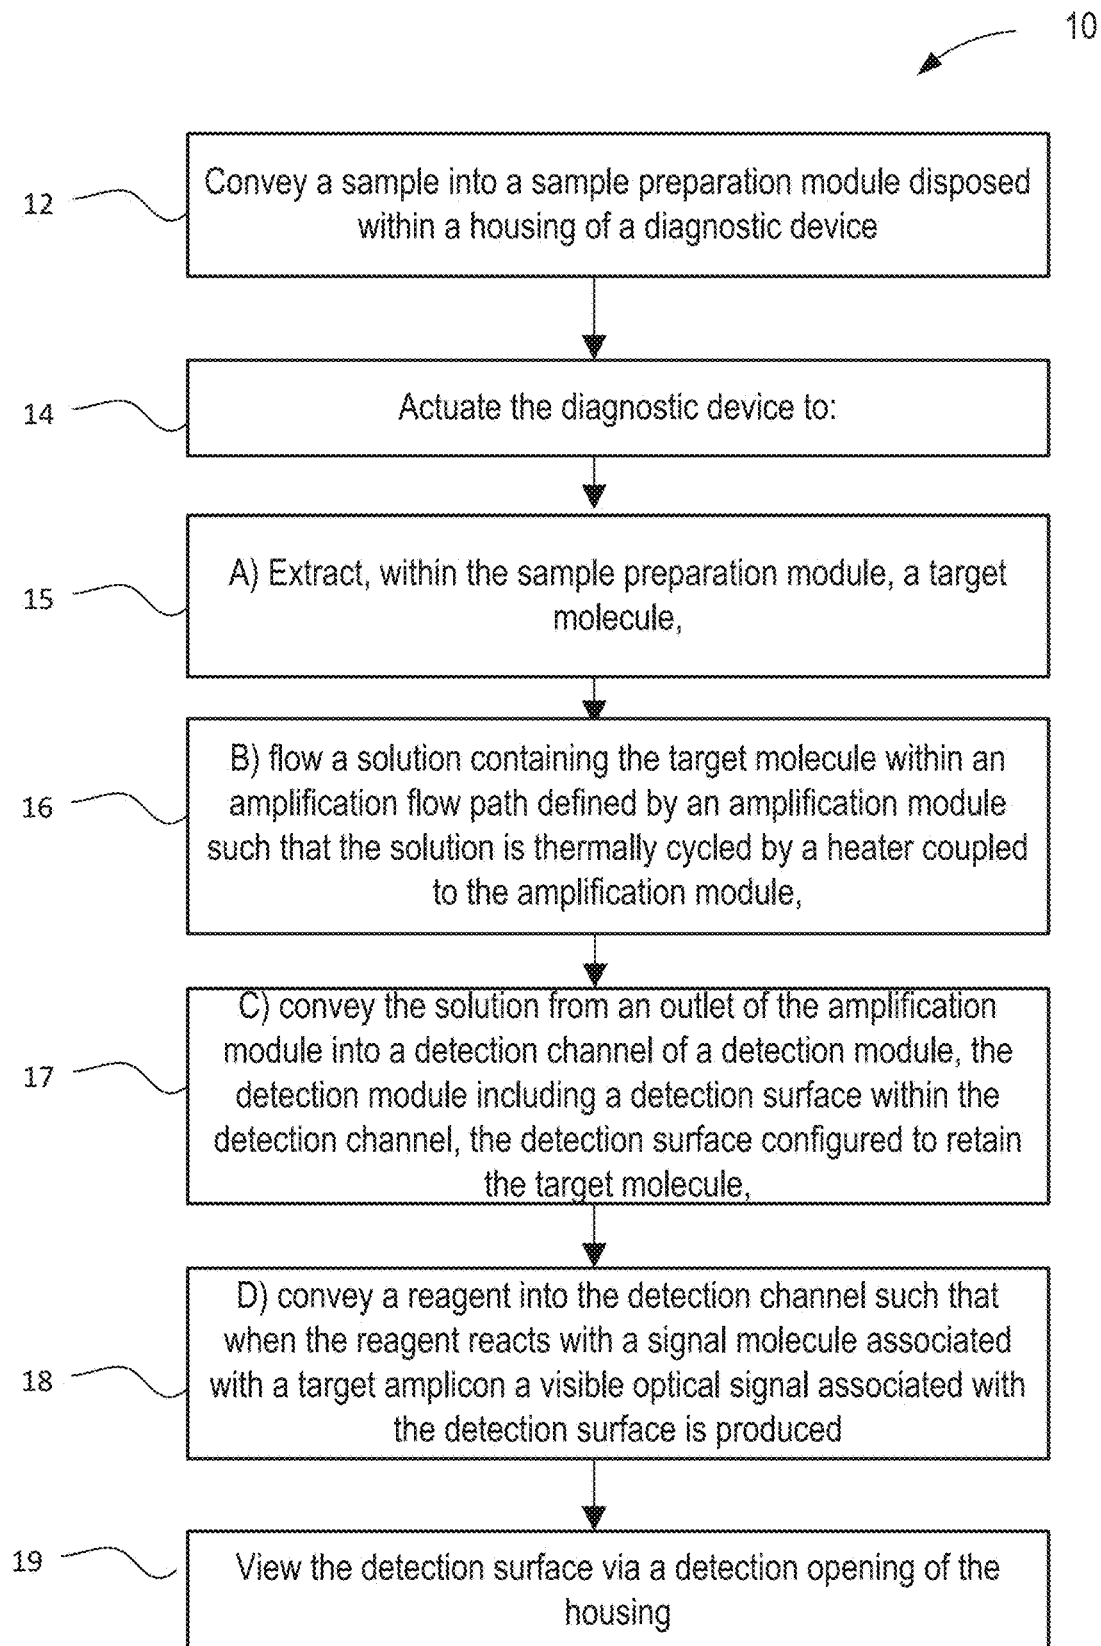 10
12
Convey a sample into a sample preparation module disposed
within a housing of a diagnostic device
14
Actuate the diagnostic device to:
15
A) Extract, within the sample preparation module, a target
molecule,
16
B) flow a solution containing the target molecule within an
amplification flow path defined by an amplification module
such that the solution is thermally cycled by a heater coupled
to the amplification module,
17
C) convey the solution from an outlet of the amplification
module into a detection channel of a detection module, the
detection module including a detection surface within the
detection channel, the detection surface configured to retain
the target molecule,
18
D) convey a reagent into the detection channel such that
when the reagent reacts with a signal molecule associated
with a target amplicon a visible optical signal associated with
the detection surface is produced
19
View the detection surface via a detection opening of the
housing